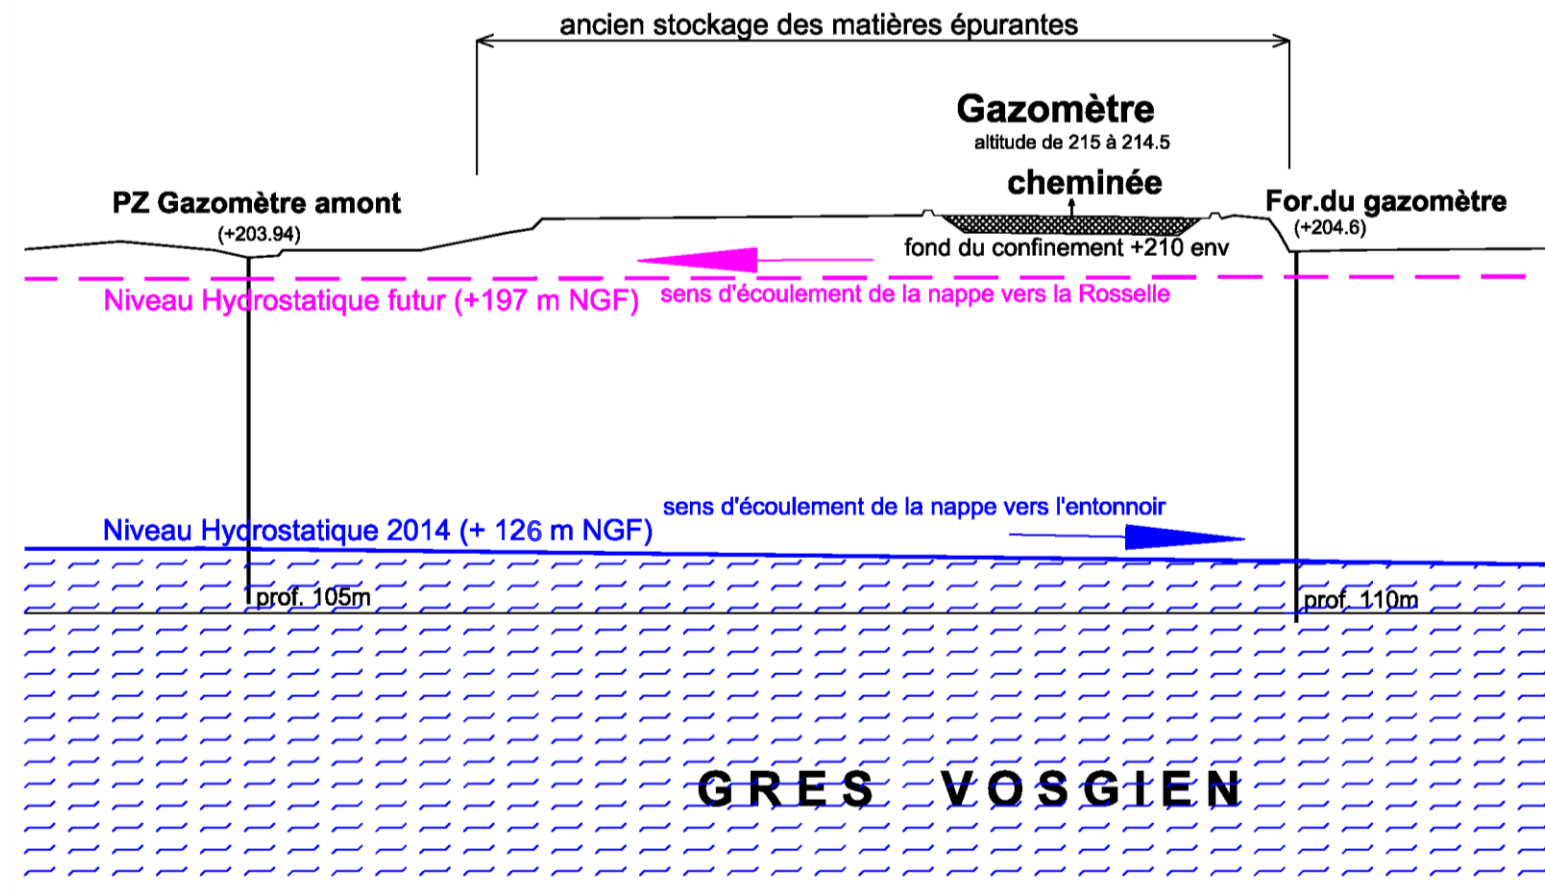 ancien stockage des matières épurantes
Gazomètre
altitude de 215 à 214.5
cheminée
PZ Gazomètre amont
(+203.94)
For.du gazomètre
(+204.6)
fond du confinement +210 env
Niveau Hydrostatique futur (+197 m NGF)
sens d'écoulement de la nappe vers la Rosselle
sens d'écoulement de la nappe vers l'entonnoir
Niveau Hydrostatique 2014 (+ 126 m NGF)
prof. 105m
prof. 110m
GRES VOSGIEN